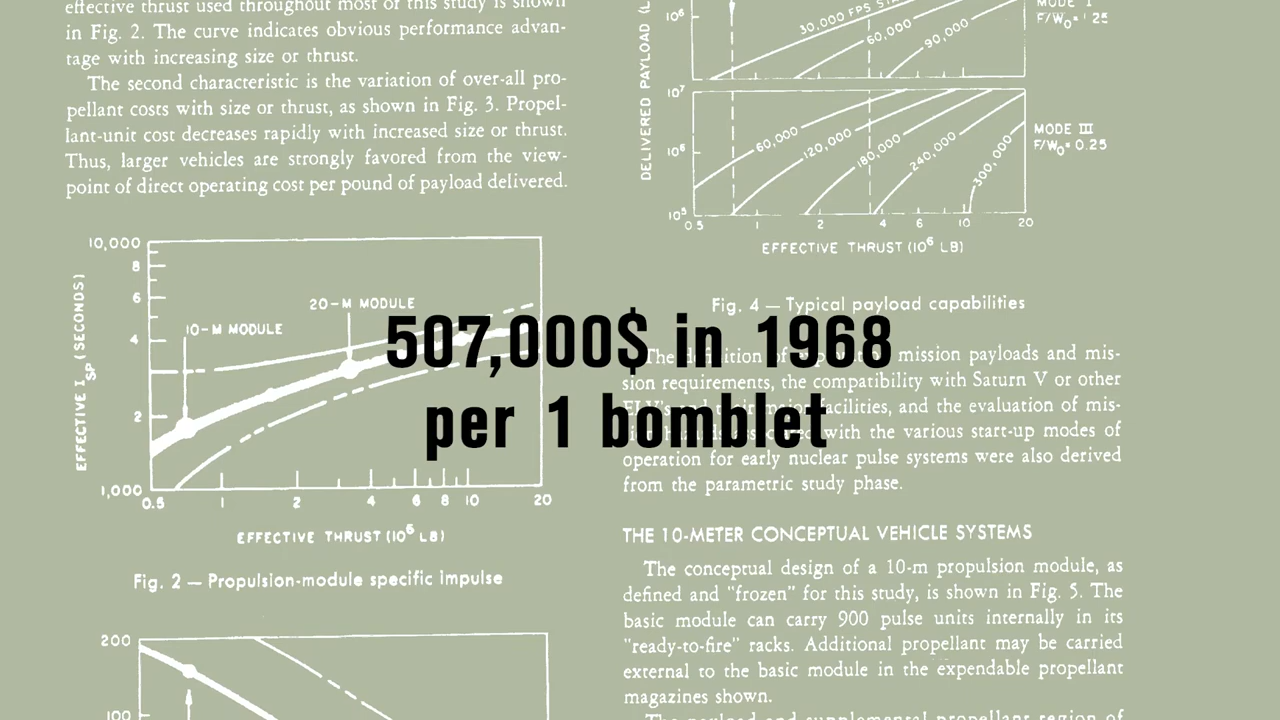 effective thrust used throughout most of this study is shown
in Fig. 2. The curve indicates obvious performance advan-
tage with increasing size or thrust.
The second characteristic is the variation of over-all pro-
pellant costs with size or thrust, as shown in Fig. 3. Propel-
lant-unit cost decreases rapidly with increased size or thrust.
Thus, larger vehicles are strongly favored from the view-
point of direct operating cost per pound of payload delivered.
10,000
8
6
4
2
1,000
EFFECTIVE I_SP (SECONDS)
20-M MODULE
10-M MODULE
0.5 1 2 4 6 8 10 20
EFFECTIVE THRUST (10⁶ LB)
Fig. 2 — Propulsion-module specific impulse
200
100
507,000$ in 1968
per 1 bomblet
DELIVERED PAYLOAD
10⁶
30,000 FPS
60,000
90,000
F/W₀= 1.25
10⁷
10⁶
10⁵
60,000
120,000
180,000
240,000
300,000
MODE III
F/W₀= 0.25
0.5 1 2 4 6 10 20
EFFECTIVE THRUST (10⁶ LB)
Fig. 4 — Typical payload capabilities
The definition of mission payloads and mis-
sion requirements, the compatibility with Saturn V or other
facilities, and the evaluation of mis-
with the various start-up modes of
operation for early nuclear pulse systems were also derived
from the parametric study phase.
THE 10-METER CONCEPTUAL VEHICLE SYSTEMS
The conceptual design of a 10-m propulsion module, as
defined and "frozen" for this study, is shown in Fig. 5. The
basic module can carry 900 pulse units internally in its
"ready-to-fire" racks. Additional propellant may be carried
external to the basic module in the expendable propellant
magazines shown.
The payload and supplemental propellant region of